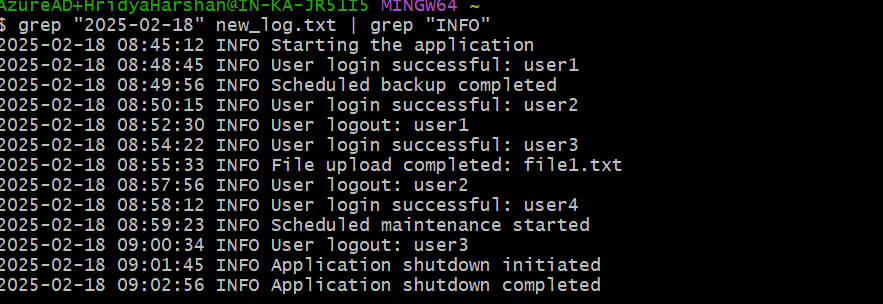 AzureAD+HridyaHarshan@IN-KA-JR51I5 MINGW64 ~
$ grep "2025-02-18" new_log.txt | grep "INFO"
2025-02-18 08:45:12 INFO Starting the application
2025-02-18 08:48:45 INFO User login successful: user1
2025-02-18 08:49:56 INFO Scheduled backup completed
2025-02-18 08:50:15 INFO User login successful: user2
2025-02-18 08:52:30 INFO User logout: user1
2025-02-18 08:54:22 INFO User login successful: user3
2025-02-18 08:55:33 INFO File upload completed: file1.txt
2025-02-18 08:57:56 INFO User logout: user2
2025-02-18 08:58:12 INFO User login successful: user4
2025-02-18 08:59:23 INFO Scheduled maintenance started
2025-02-18 09:00:34 INFO User logout: user3
2025-02-18 09:01:45 INFO Application shutdown initiated
2025-02-18 09:02:56 INFO Application shutdown completed